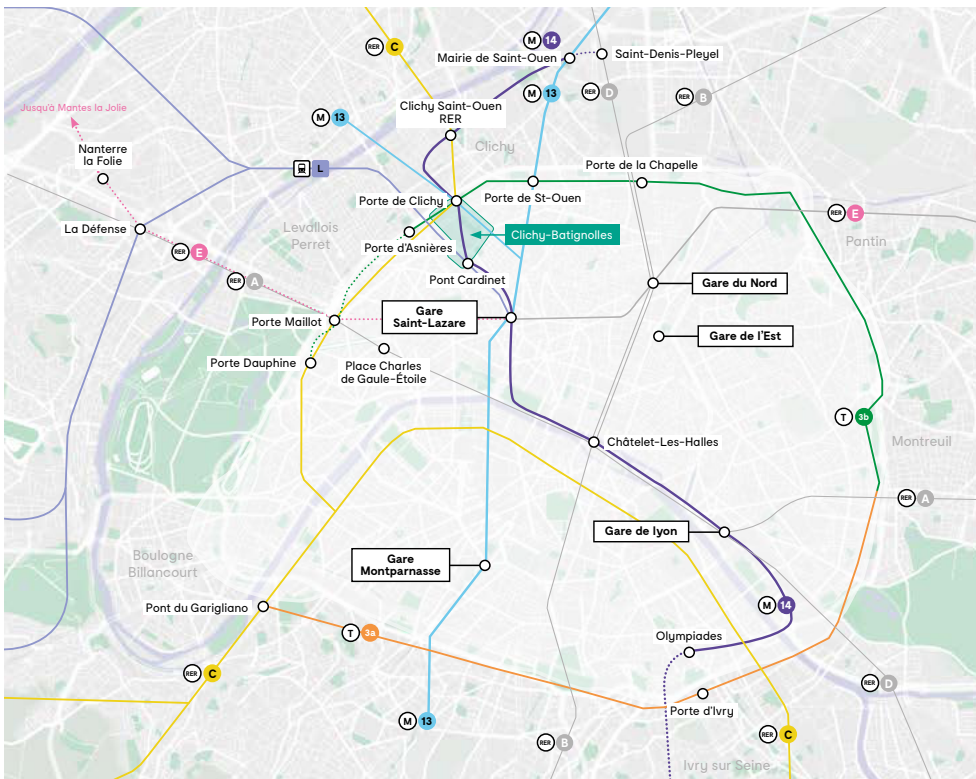 M 14
RER C
Mairie de Saint-Ouen
Saint-Denis-Pleyel
M 13
RER D
RER B
Jusqu'à Mantes la Jolie
Clichy Saint-Ouen
RER
M 13
Clichy
Nanterre
la Folie
L
Porte de la Chapelle
Porte de Clichy
Porte de St-Ouen
RER E
La Défense
Levallois
Perret
Clichy-Batignolles
Pantin
RER E
Porte d'Asnières
Pont Cardinet
RER A
Gare du Nord
Gare
Saint-Lazare
Porte Maillot
Gare de l'Est
Porte Dauphine
Place Charles
de Gaule-Étoile
T 3b
Châtelet-Les-Halles
Montreuil
RER A
Gare de lyon
Boulogne
Billancourt
Gare
Montparnasse
Pont du Garigliano
M 14
T 3a
Olympiades
RER C
RER D
Porte d'Ivry
M 13
RER B
RER C
Ivry sur Seine